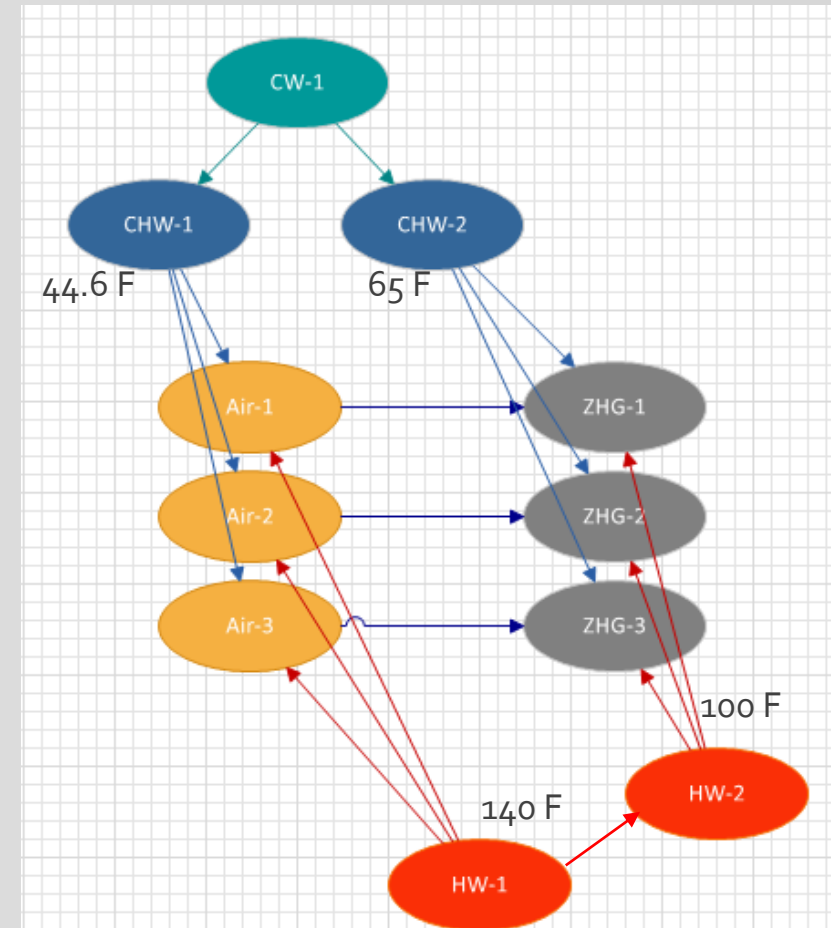 CW-1
CHW-1
CHW-2
44.6 F
65 F
Air-1
ZHG-1
Air-2
ZHG-2
Air-3
ZHG-3
100 F
HW-2
140 F
HW-1